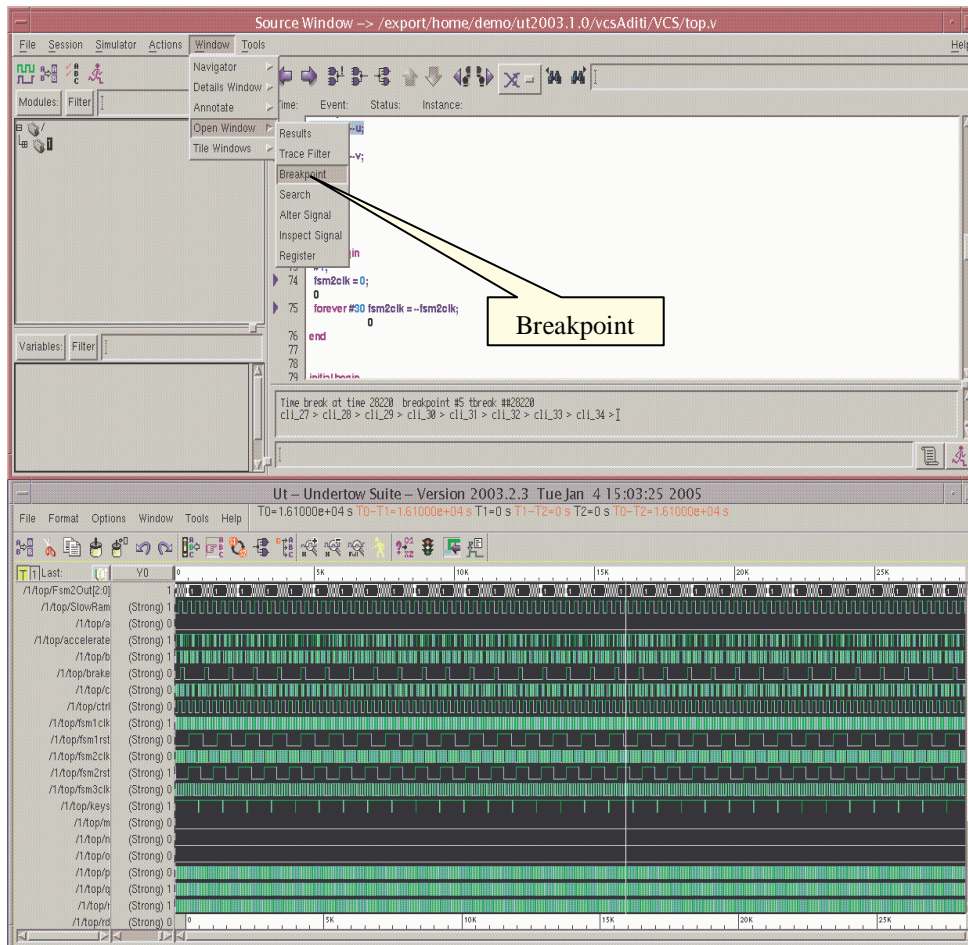 Source Window -> /export/home/demo/ut2003.1.0/vcsAditi/VCS/top.v
File Session Simulator Actions Window Tools Help
Navigator
Details Window
Annotate
Open Window
Tile Windows
Results
Trace Filter
Breakpoint
Search
Alter Signal
Inspect Signal
Register
Modules: Filter
Time: Event: Status: Instance:
/
1
~u;
~v;
74 fsm2clk = 0;
0
75 forever #30 fsm2clk = ~fsm2clk;
0
76 end
77
78
79 initial begin
Breakpoint
Variables: Filter
Time break at time 28220 breakpoint #5 tbreak ##28220
cli_27 > cli_28 > cli_29 > cli_30 > cli_31 > cli_32 > cli_33 > cli_34 >
Ut – Undertow Suite – Version 2003.2.3 Tue Jan 4 15:03:25 2005
File Format Options Window Tools Help
T0=1.61000e+04 s T0-T1=1.61000e+04 s T1=0 s T1-T2=0 s T2=0 s T0-T2=1.61000e+04 s
T 1 Last: Y0
0 5K 10K 15K 20K 25K
/1/top/Fsm2Out[2:0] 1
/1/top/SlowRam (Strong) 1
/1/top/a (Strong) 0
/1/top/accelerate (Strong) 1
/1/top/b (Strong) 1
/1/top/brake (Strong) 0
/1/top/c (Strong) 0
/1/top/ctrl (Strong) 0
/1/top/fsm1clk (Strong) 1
/1/top/fsm1rst (Strong) 0
/1/top/fsm2clk (Strong) 0
/1/top/fsm2rst (Strong) 1
/1/top/fsm3clk (Strong) 0
/1/top/keys (Strong) 1
/1/top/m (Strong) 0
/1/top/n (Strong) 0
/1/top/o (Strong) 0
/1/top/p (Strong) 0
/1/top/q (Strong) 1
/1/top/r (Strong) 1
/1/top/rd (Strong) 0
0 5K 10K 15K 20K 25K